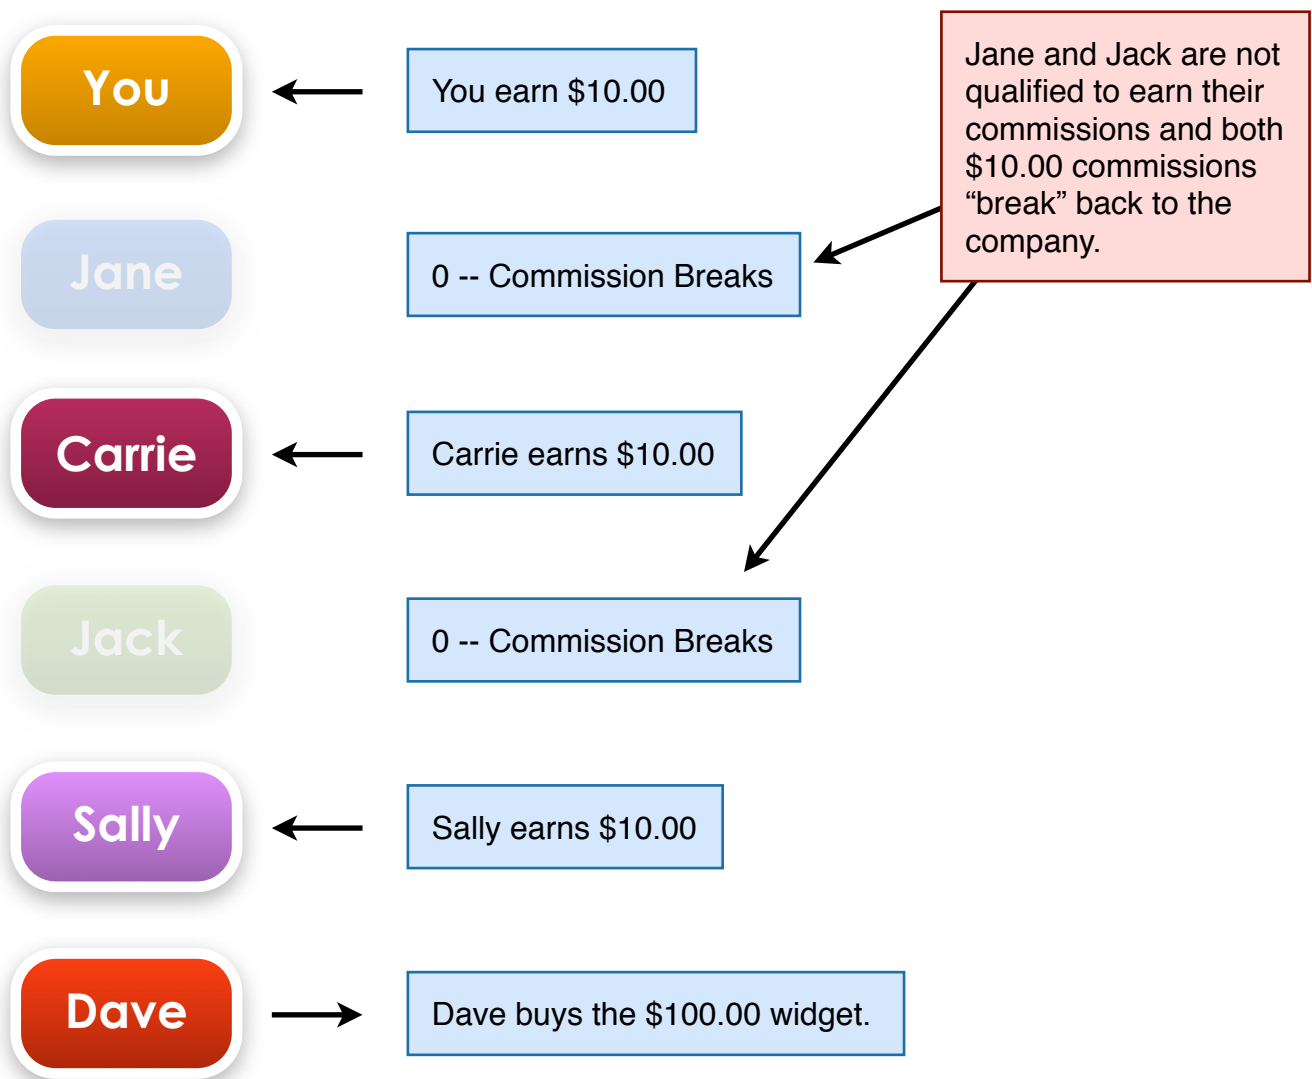 You
You earn $10.00
Jane and Jack are not
qualified to earn their
commissions and both
$10.00 commissions
“break” back to the
company.
Jane
0 -- Commission Breaks
Carrie
Carrie earns $10.00
Jack
0 -- Commission Breaks
Sally
Sally earns $10.00
Dave
Dave buys the $100.00 widget.